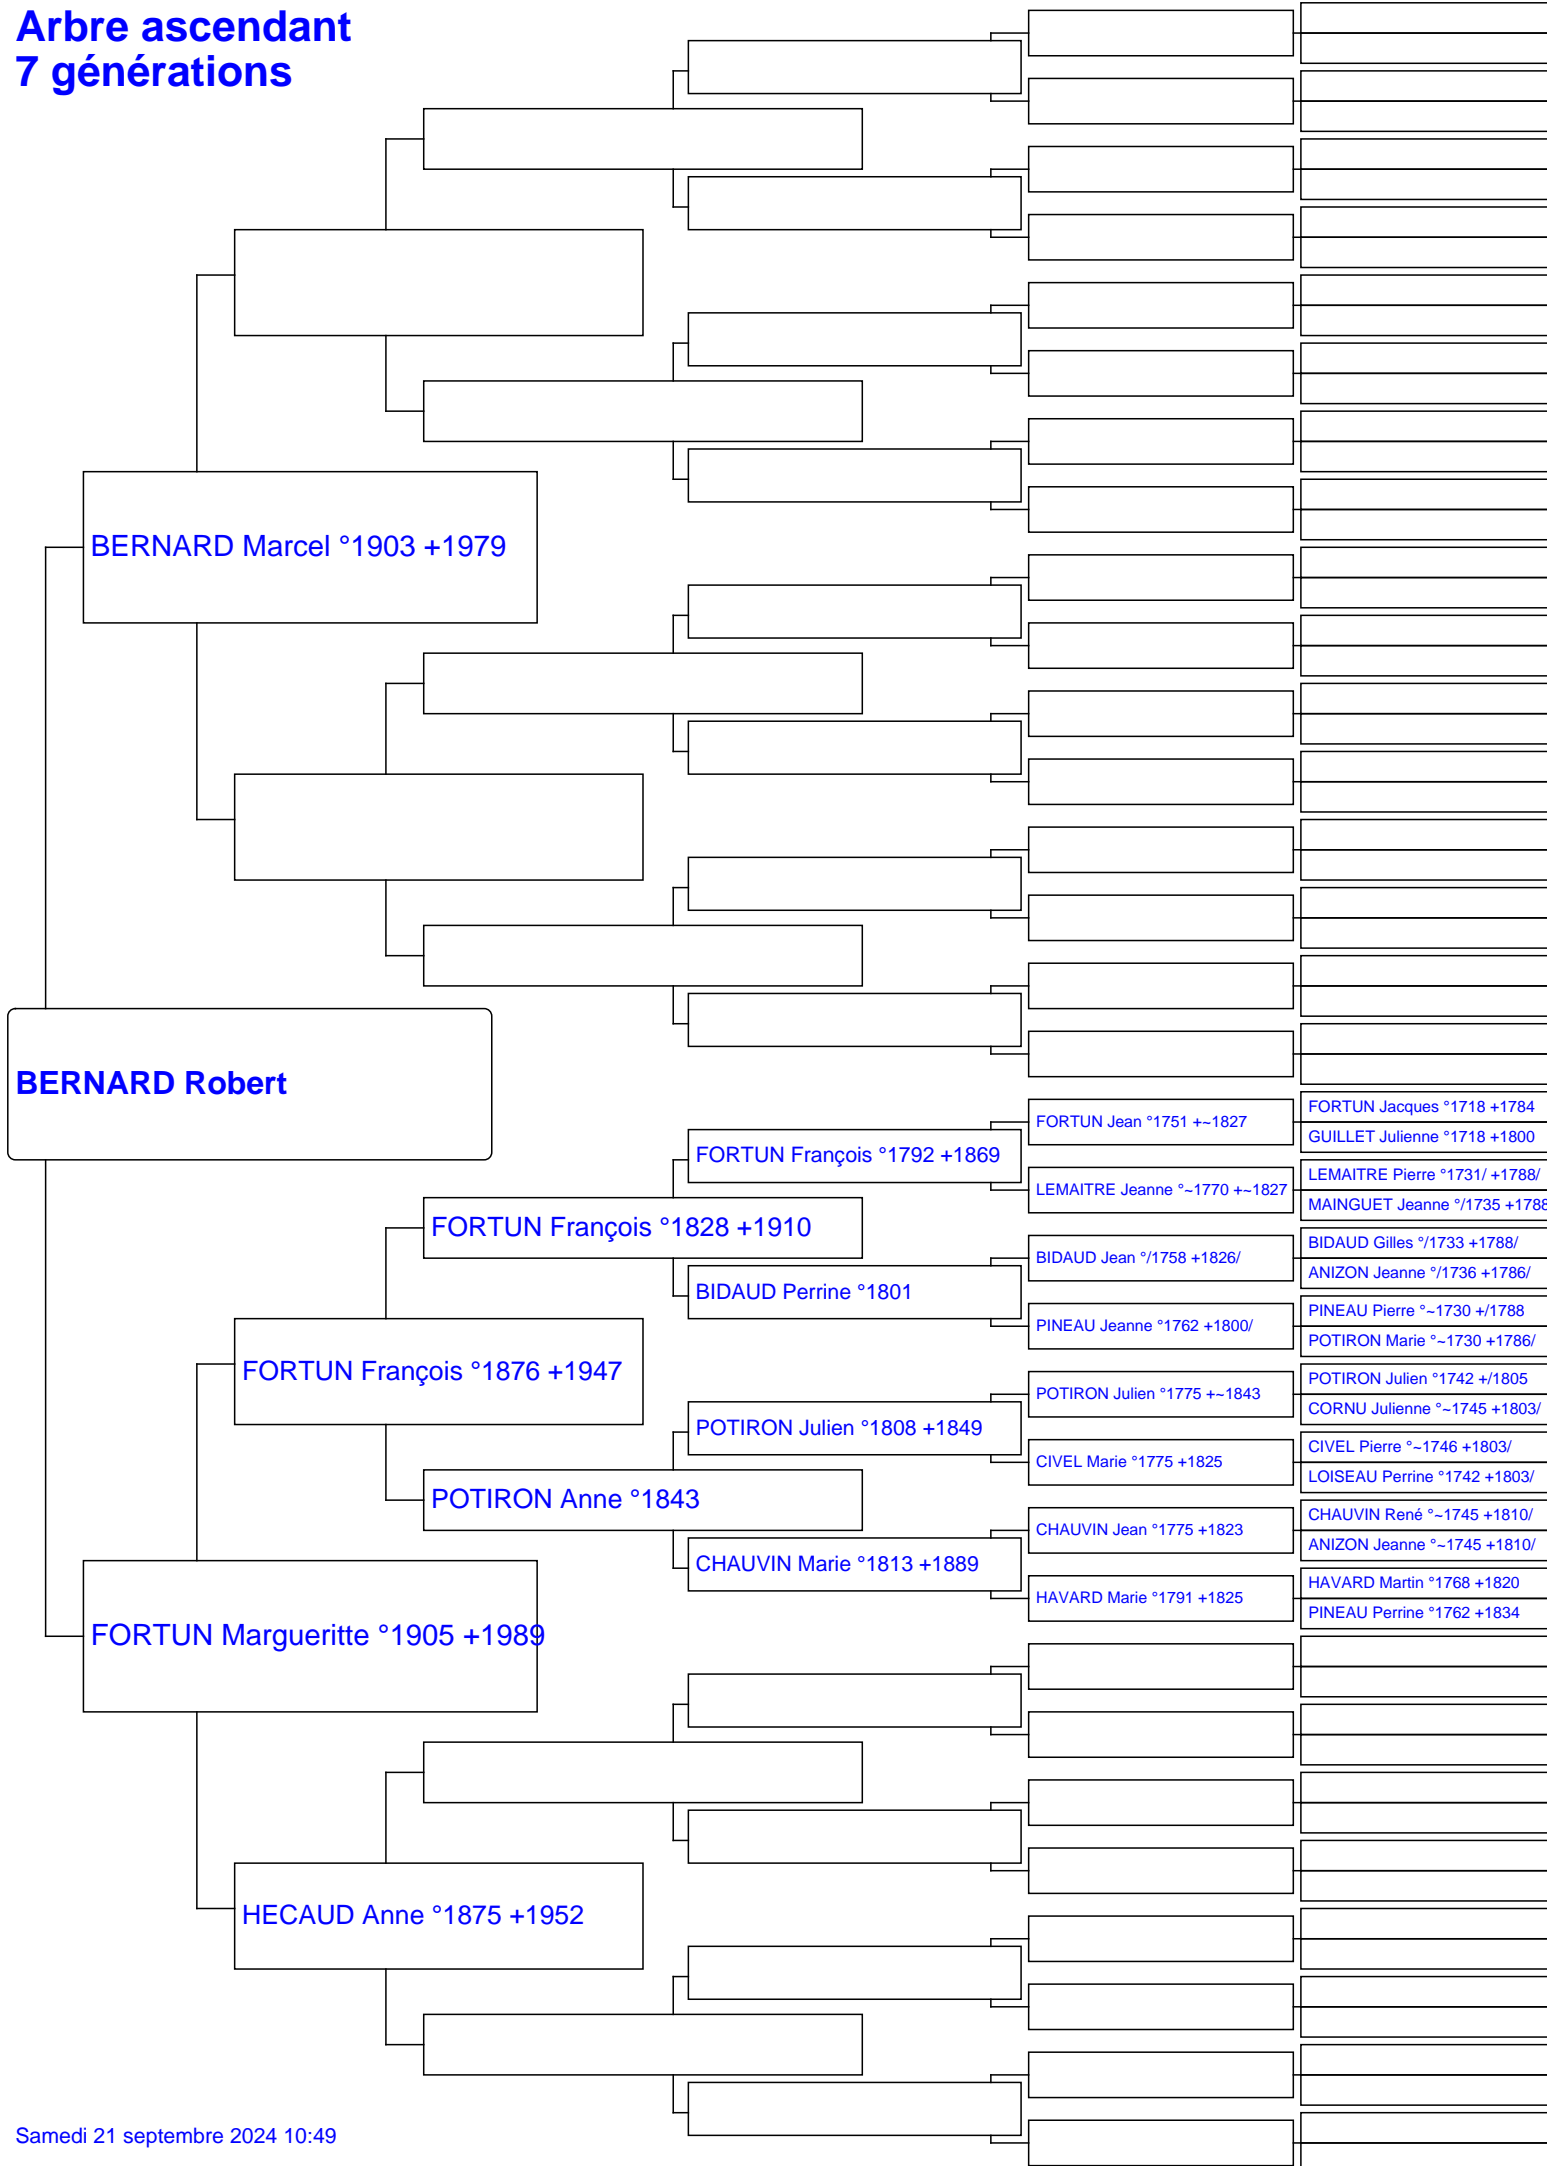 Arbre ascendant
7 générations
BERNARD Marcel °1903 +1979
BERNARD Robert
FORTUN Jacques °1718 +1784
FORTUN Jean °1751 +~1827
GUILLET Julienne °1718 +1800
FORTUN François °1792 +1869
LEMAITRE Pierre °1731/ +1788/
LEMAITRE Jeanne °~1770 +~1827
MAINGUET Jeanne °/1735 +1788
FORTUN François °1828 +1910
BIDAUD Gilles °/1733 +1788/
BIDAUD Jean °/1758 +1826/
ANIZON Jeanne °/1736 +1786/
BIDAUD Perrine °1801
PINEAU Pierre °~1730 +/1788
PINEAU Jeanne °1762 +1800/
POTIRON Marie °~1730 +1786/
FORTUN François °1876 +1947
POTIRON Julien °1742 +/1805
POTIRON Julien °1775 +~1843
CORNU Julienne °~1745 +1803/
POTIRON Julien °1808 +1849
CIVEL Pierre °~1746 +1803/
CIVEL Marie °1775 +1825
LOISEAU Perrine °1742 +1803/
POTIRON Anne °1843
CHAUVIN René °~1745 +1810/
CHAUVIN Jean °1775 +1823
ANIZON Jeanne °~1745 +1810/
CHAUVIN Marie °1813 +1889
HAVARD Martin °1768 +1820
HAVARD Marie °1791 +1825
PINEAU Perrine °1762 +1834
FORTUN Margueritte °1905 +1989
HECAUD Anne °1875 +1952
Samedi 21 septembre 2024 10:49